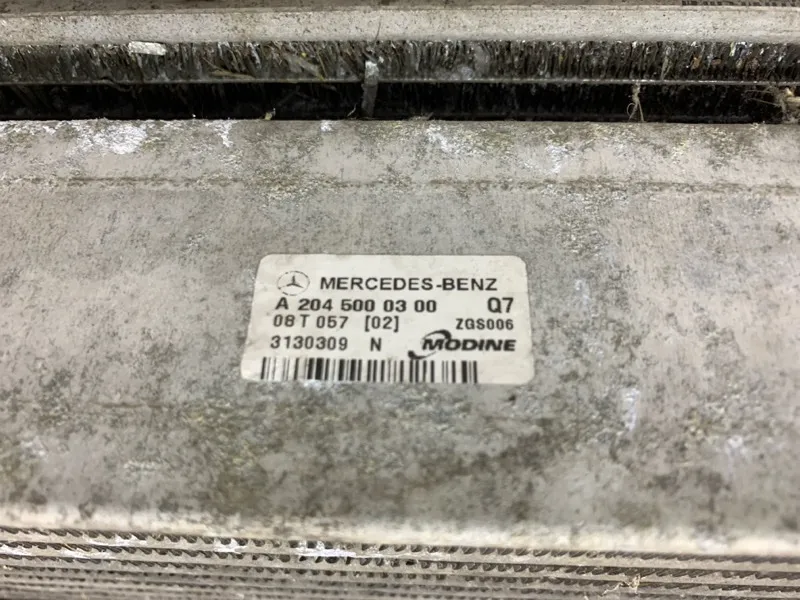 MERCEDES-BENZ
A 204 500 03 00 Q7
08 T 057 [02] ZGS006
3130309 N MODINE